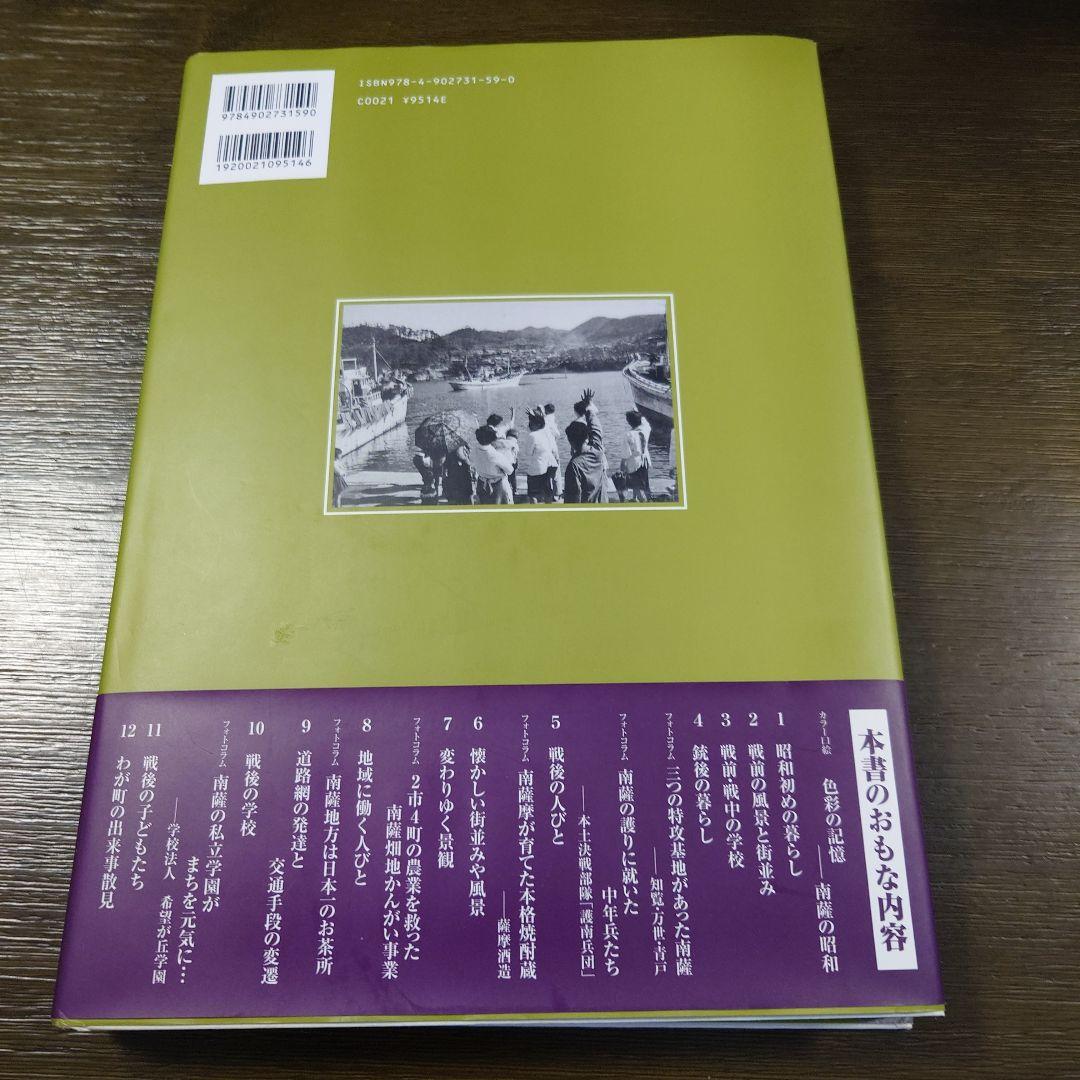 ISBN978-4-902731-59-0
C0021 ¥9514E
9784902731590
1920021095146
本書のおもな内容
カラー口絵 色彩の記憶――南薩の昭和
1 昭和初めの暮らし
2 戦前の風景と街並み
3 戦前・戦中の学校
4 銃後の暮らし
フォトコラム 三つの特攻基地があった南薩
――知覧・万世・青戸
フォトコラム 南薩の護りに就いた
中年兵たち
――本土決戦部隊「護南兵団」
5 戦後の人びと
フォトコラム 南薩摩が育てた本格焼酎蔵
――薩摩酒造
6 懐かしい街並みや風景
7 変わりゆく景観
フォトコラム 2市4町の農業を救った
南薩畑地かんがい事業
8 地域に働く人びと
フォトコラム 南薩地方は日本一のお茶所
9 道路網の発達と
交通手段の変遷
10 戦後の学校
フォトコラム 南薩の私立学園が
まちを元気に…
――学校法人 希望が丘学園
11 戦後の子どもたち
12 わが町の出来事散見